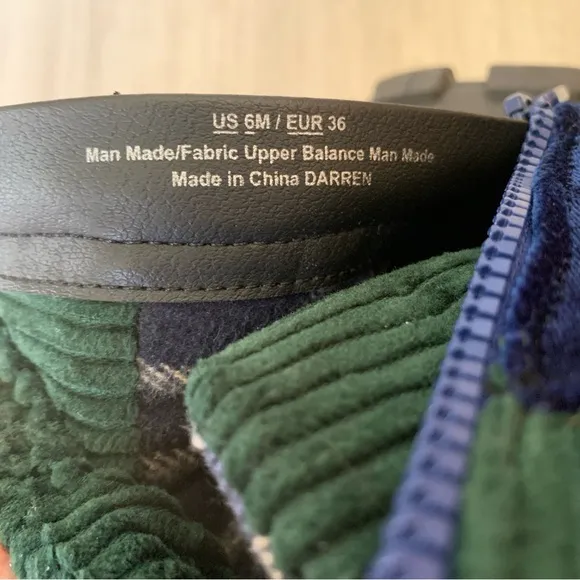 US 6M / EUR 36
Man Made/Fabric Upper Balance Man Made
Made in China DARREN